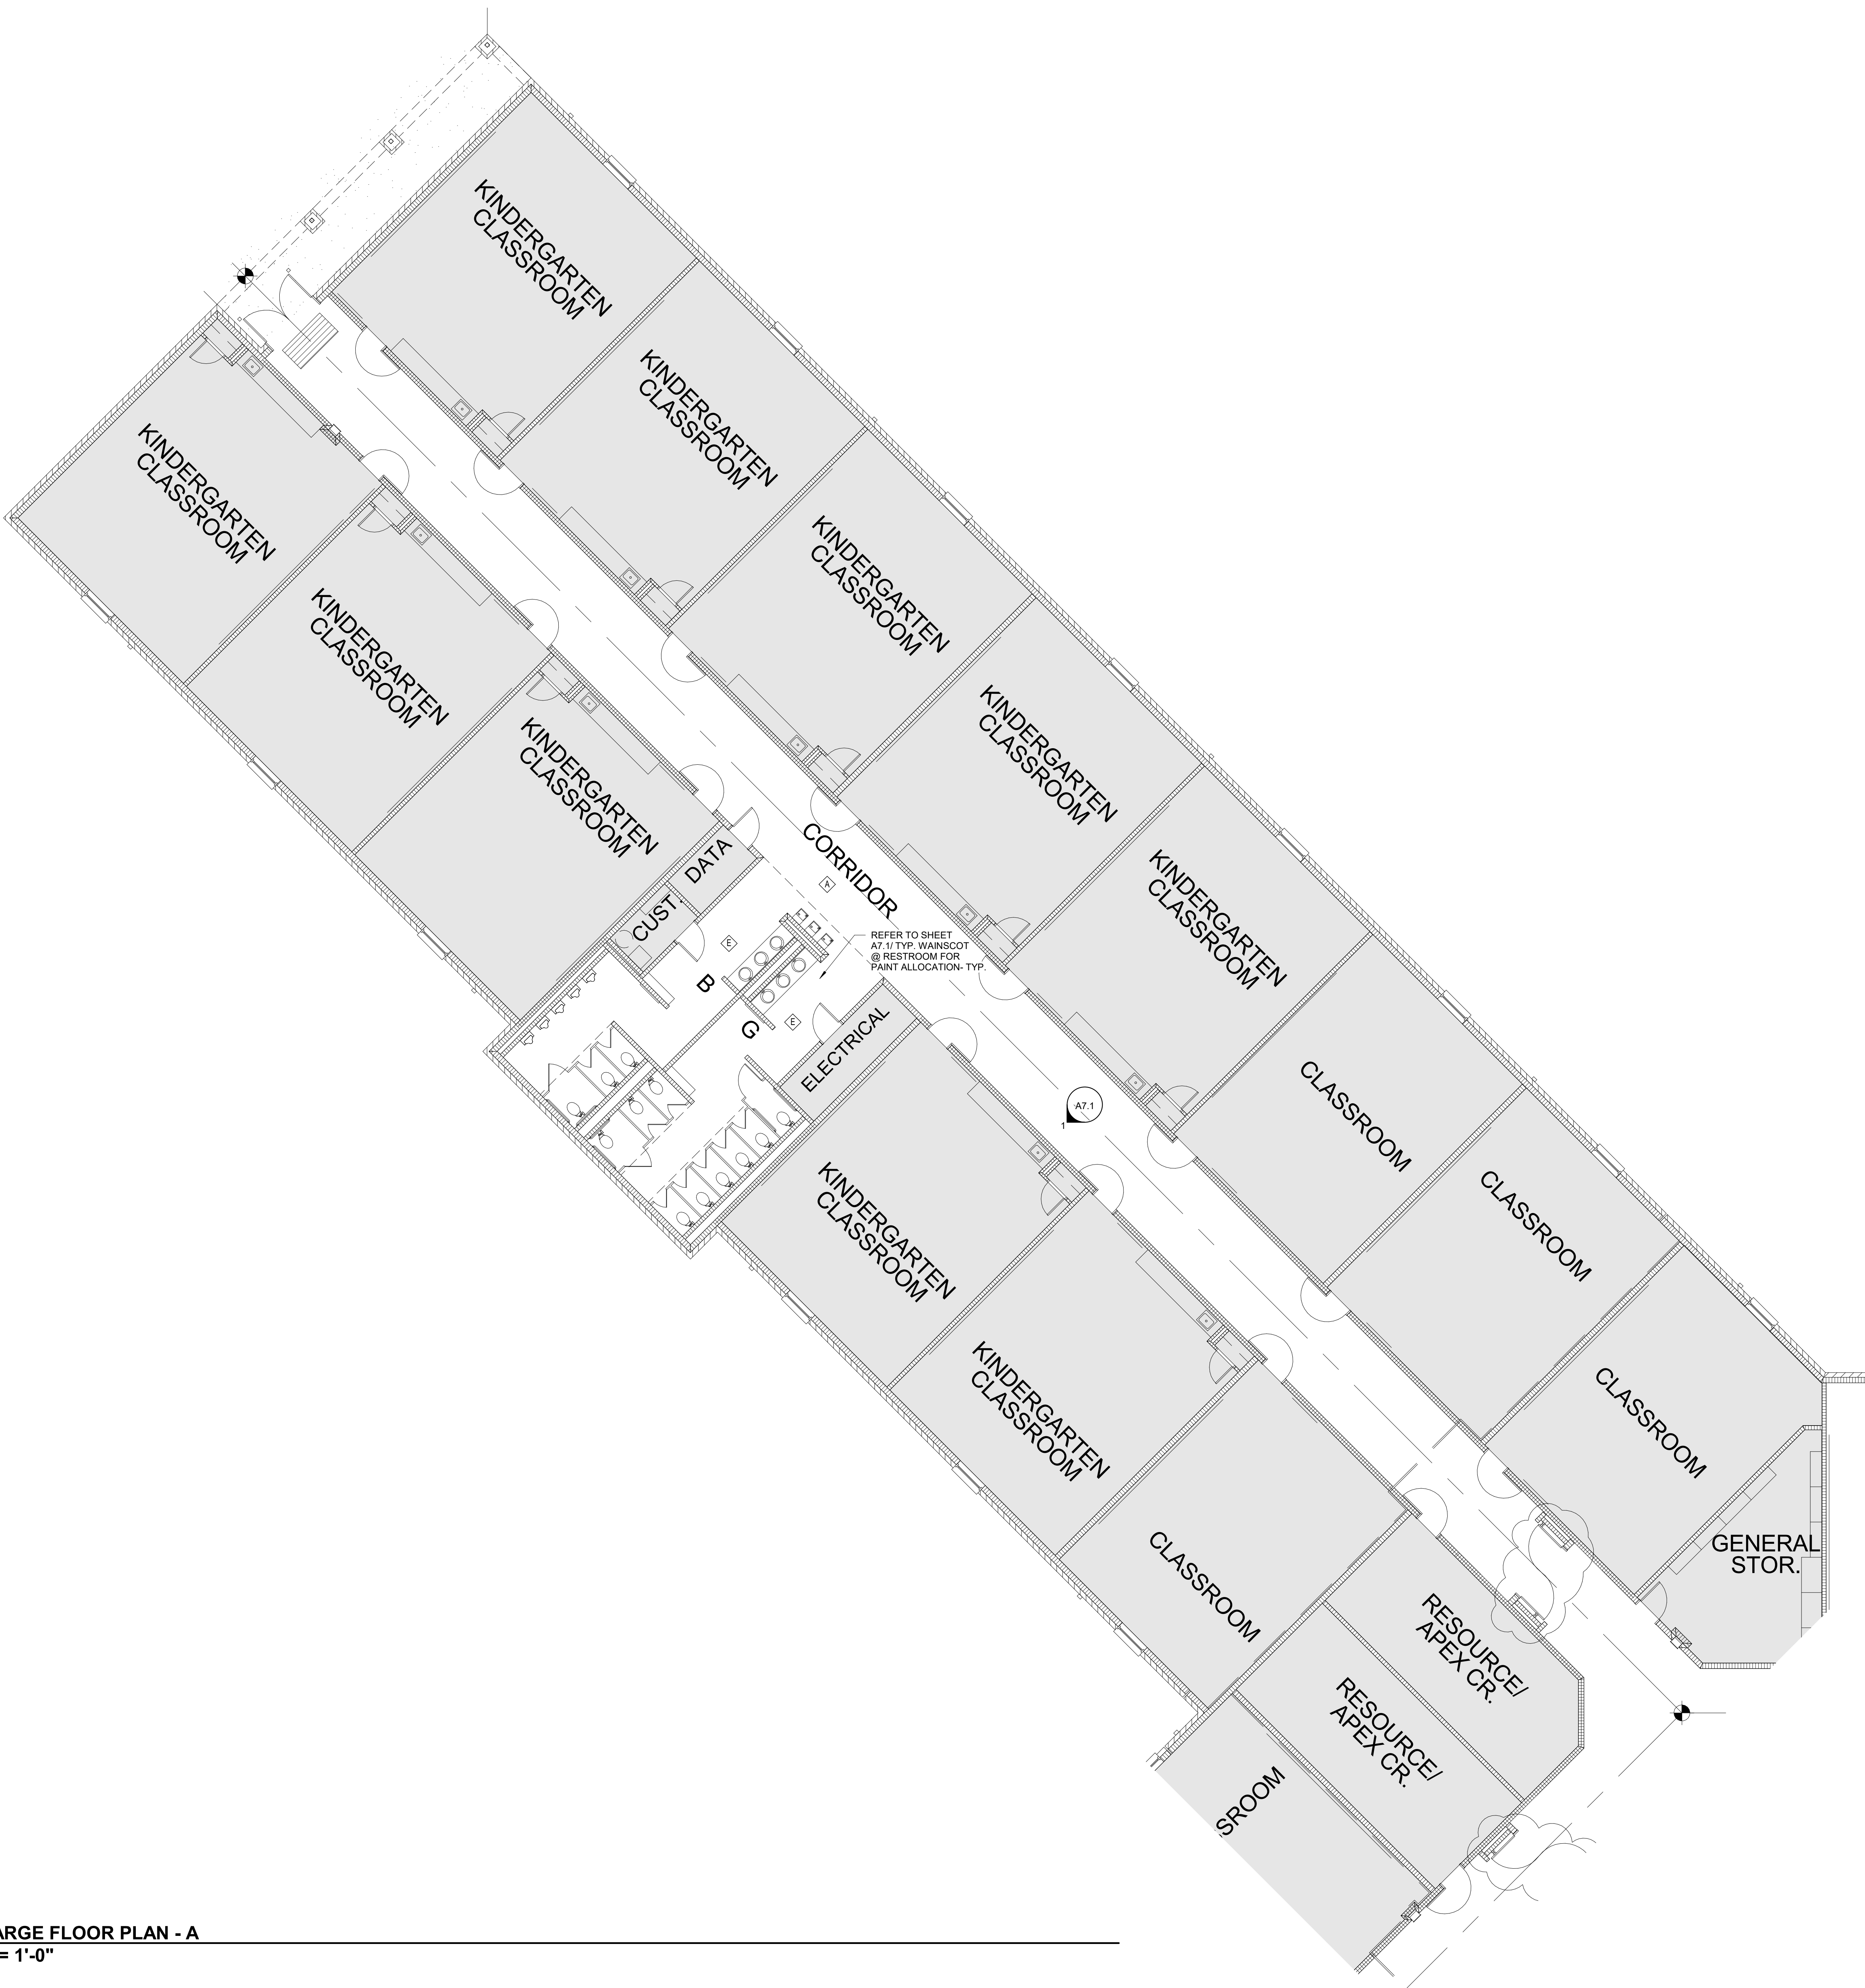 KINDERGARTEN
CLASSROOM
KINDERGARTEN
CLASSROOM
KINDERGARTEN
CLASSROOM
KINDERGARTEN
CLASSROOM
KINDERGARTEN
CLASSROOM
KINDERGARTEN
CLASSROOM
KINDERGARTEN
CLASSROOM
KINDERGARTEN
CLASSROOM
CORRIDOR
DATA
CUST.
A
E
REFER TO SHEET
A7.1/ TYP. WAINSCOT
@ RESTROOM FOR
PAINT ALLOCATION- TYP.
B
G
E
ELECTRICAL
A7.1
1
CLASSROOM
CLASSROOM
CLASSROOM
KINDERGARTEN
CLASSROOM
KINDERGARTEN
CLASSROOM
CLASSROOM
GENERAL
STOR.
RESOURCE/
APEX CR.
RESOURCE/
APEX CR.
SROOM
ARGE FLOOR PLAN - A
= 1'-0"